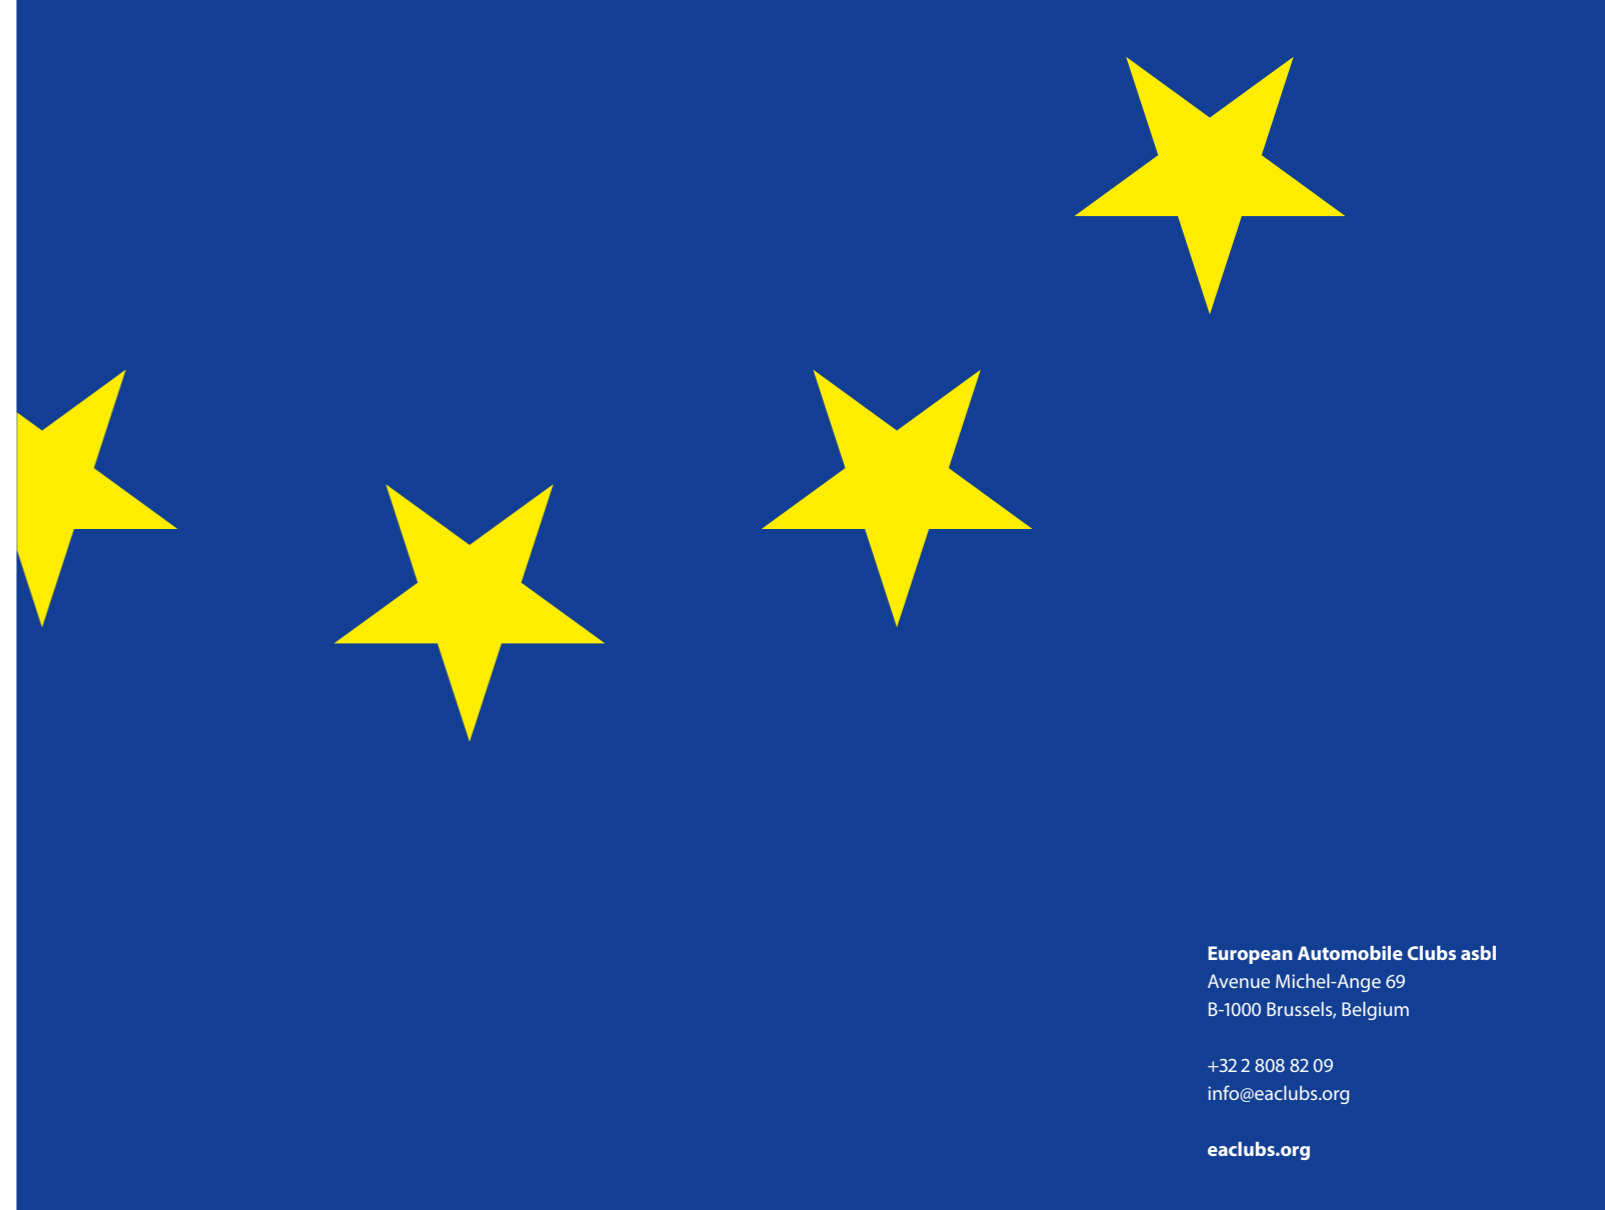 European Automobile Clubs asbl
Avenue Michel-Ange 69
B-1000 Brussels, Belgium
+32 2 808 82 09
info@eaclubs.org
eaclubs.org